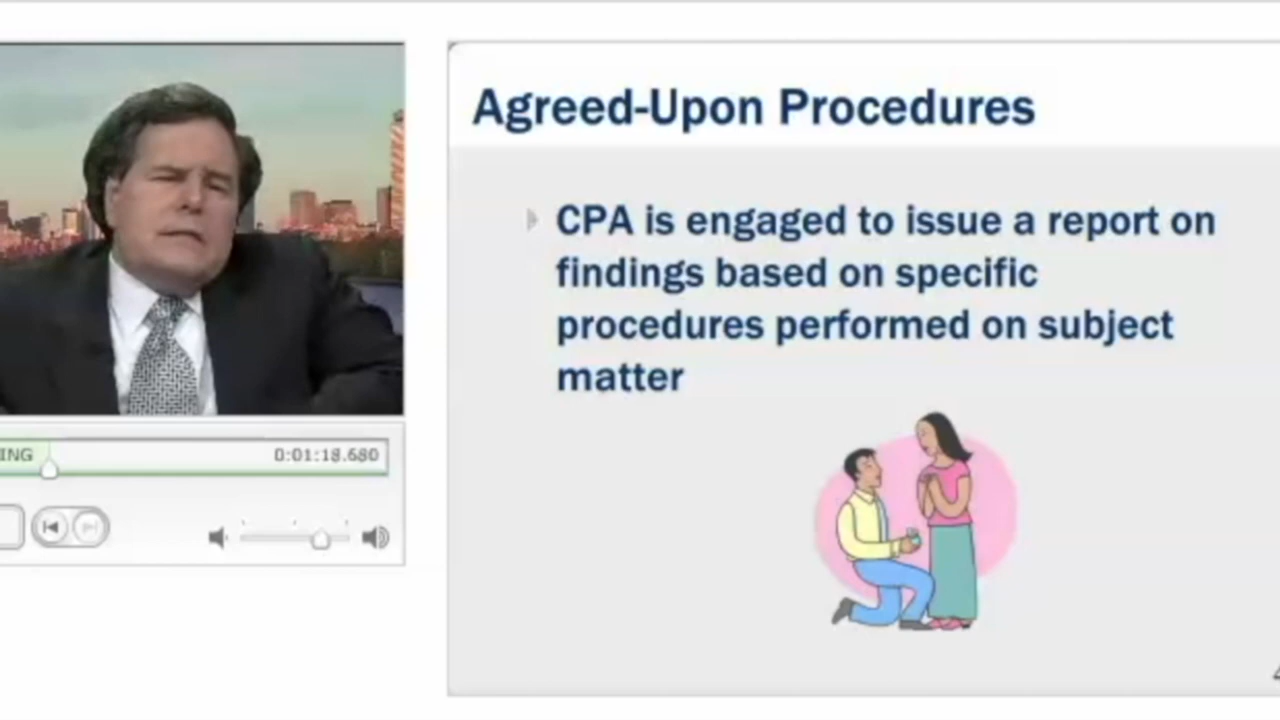 Agreed-Upon Procedures
CPA is engaged to issue a report on
findings based on specific
procedures performed on subject
matter
ING
0:01:18.680